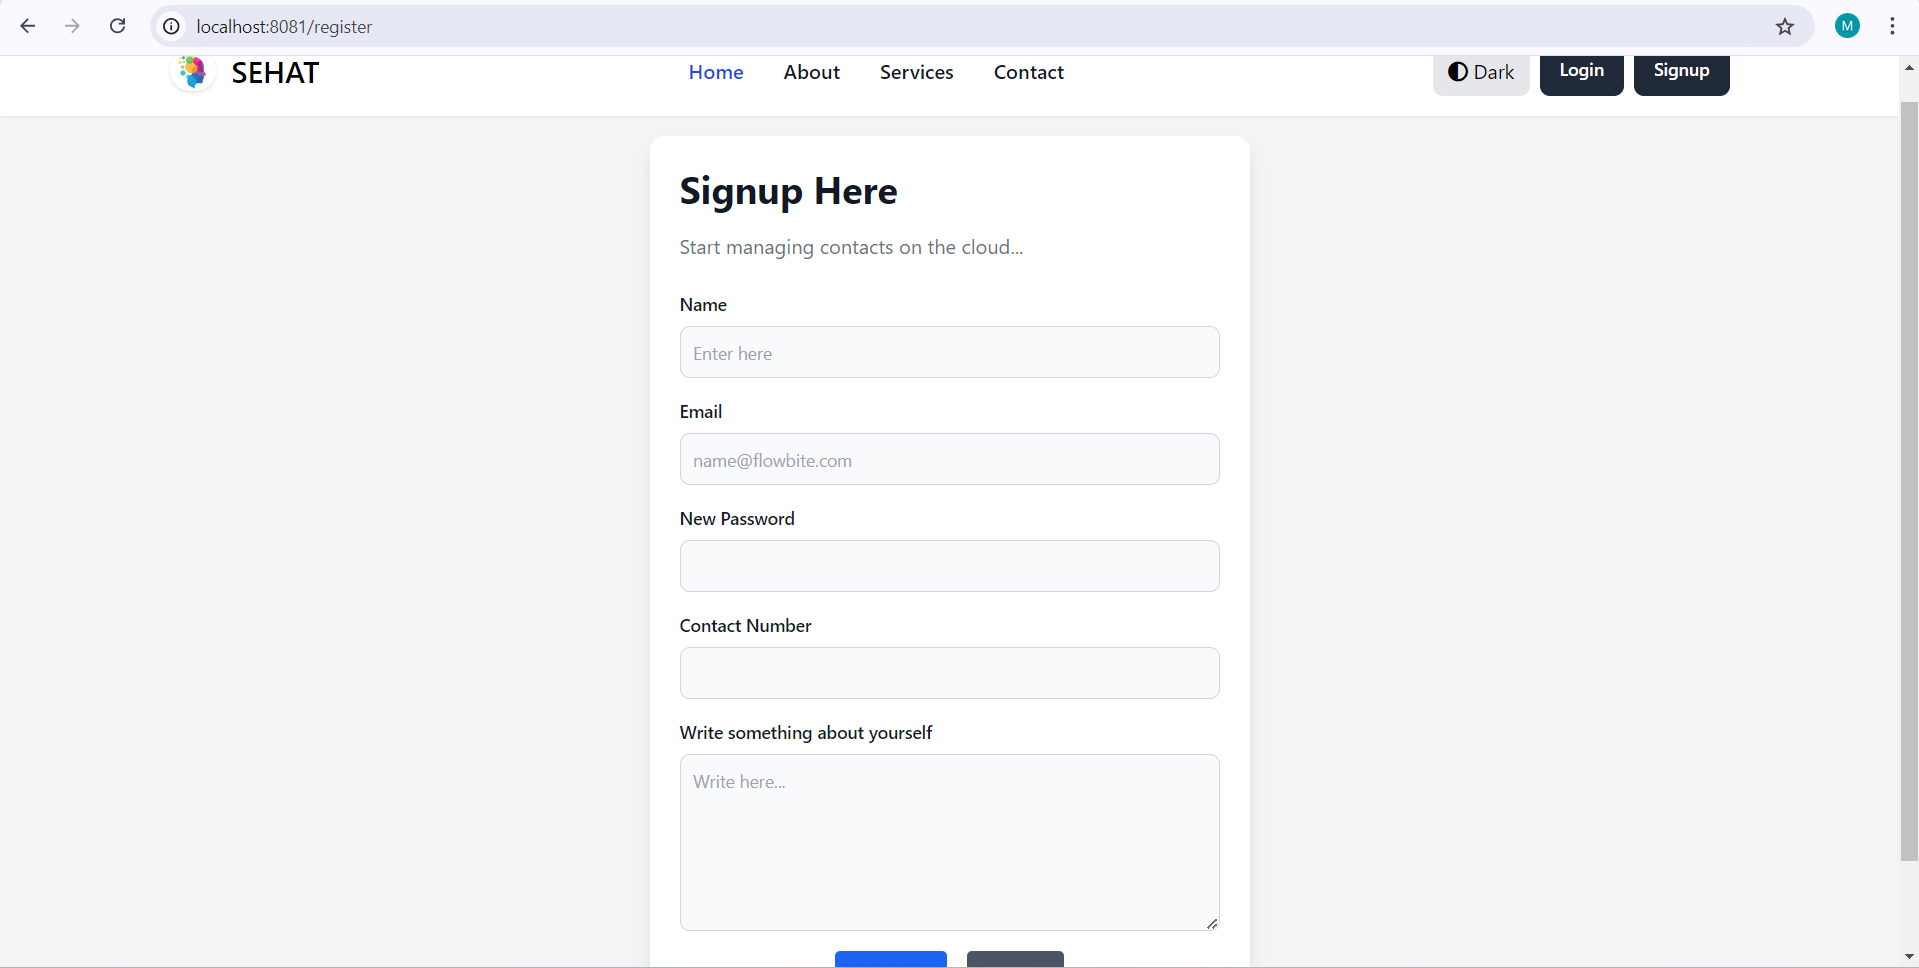 localhost:8081/register
M
SEHAT
Home
About
Services
Contact
Dark
Login
Signup
Signup Here
Start managing contacts on the cloud...
Name
Enter here
Email
name@flowbite.com
New Password
Contact Number
Write something about yourself
Write here...